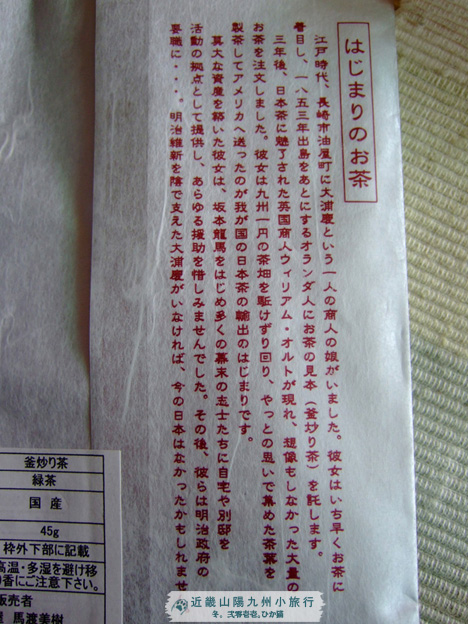 はじまりのお茶
江戸時代、長崎市油屋町に大浦慶という一人の商人の娘がいました。彼女はいち早くお茶に
着目し、一八五三年出島をあとにするオランダ人にお茶の見本(釜炒り茶)を託します。
三年後、日本茶に魅了された英国商人ウィリアム・オルトが現れ、想像もしなかった大量の
お茶を注文しました。彼女は九州一円の茶畑を駈けずり回り、やっとの思いで集めた茶葉を
製茶してアメリカへ送ったのが我が国の日本茶の輸出のはじまりです。
莫大な資産を築いた彼女は、坂本龍馬をはじめ多くの幕末の志士たちに自宅や別邸を
活動の拠点として提供し、あらゆる援助を惜しみませんでした。その後、彼らは明治政府の
要職に・・・。明治維新を陰で支えた大浦慶がいなければ、今の日本はなかったかもしれませ
釜炒り茶
緑茶
国産
45g
枠外下部に記載
高温・多湿を避け移
り香にご注意下さい。
販売者
園 馬渡美樹
近畿山陽九州小旅行
冬。弐零壱壱。ひか猫